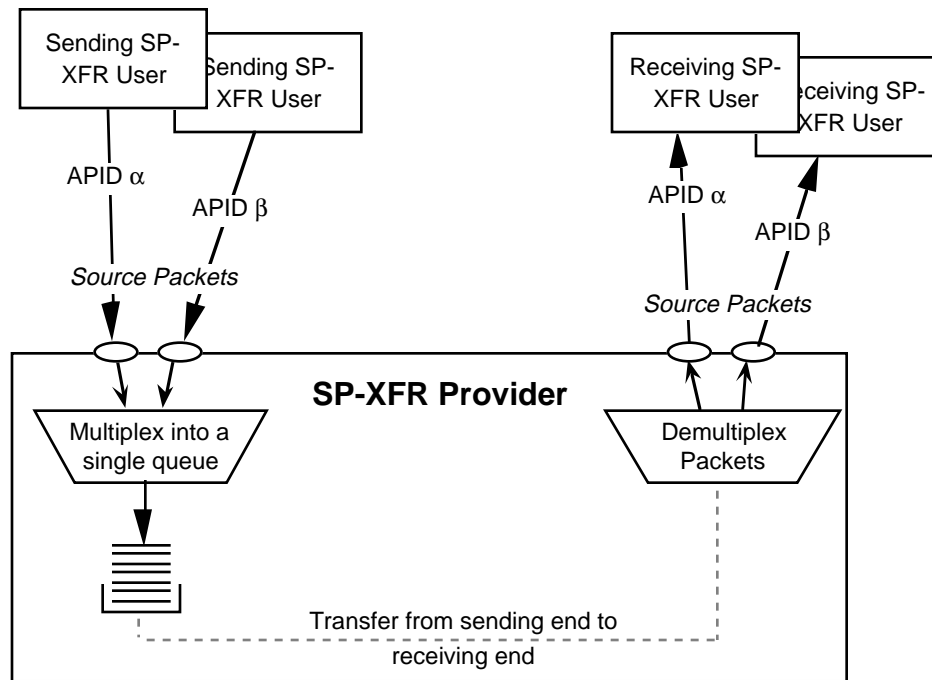 Sending SP-
XFR User
Sending SP-
XFR User
Receiving SP-
XFR User
eceiving SP-
XFR User
APID α
APID β
Source Packets
APID α
APID β
Source Packets
SP-XFR Provider
Multiplex into a
single queue
Demultiplex
Packets
Transfer from sending end to
receiving end